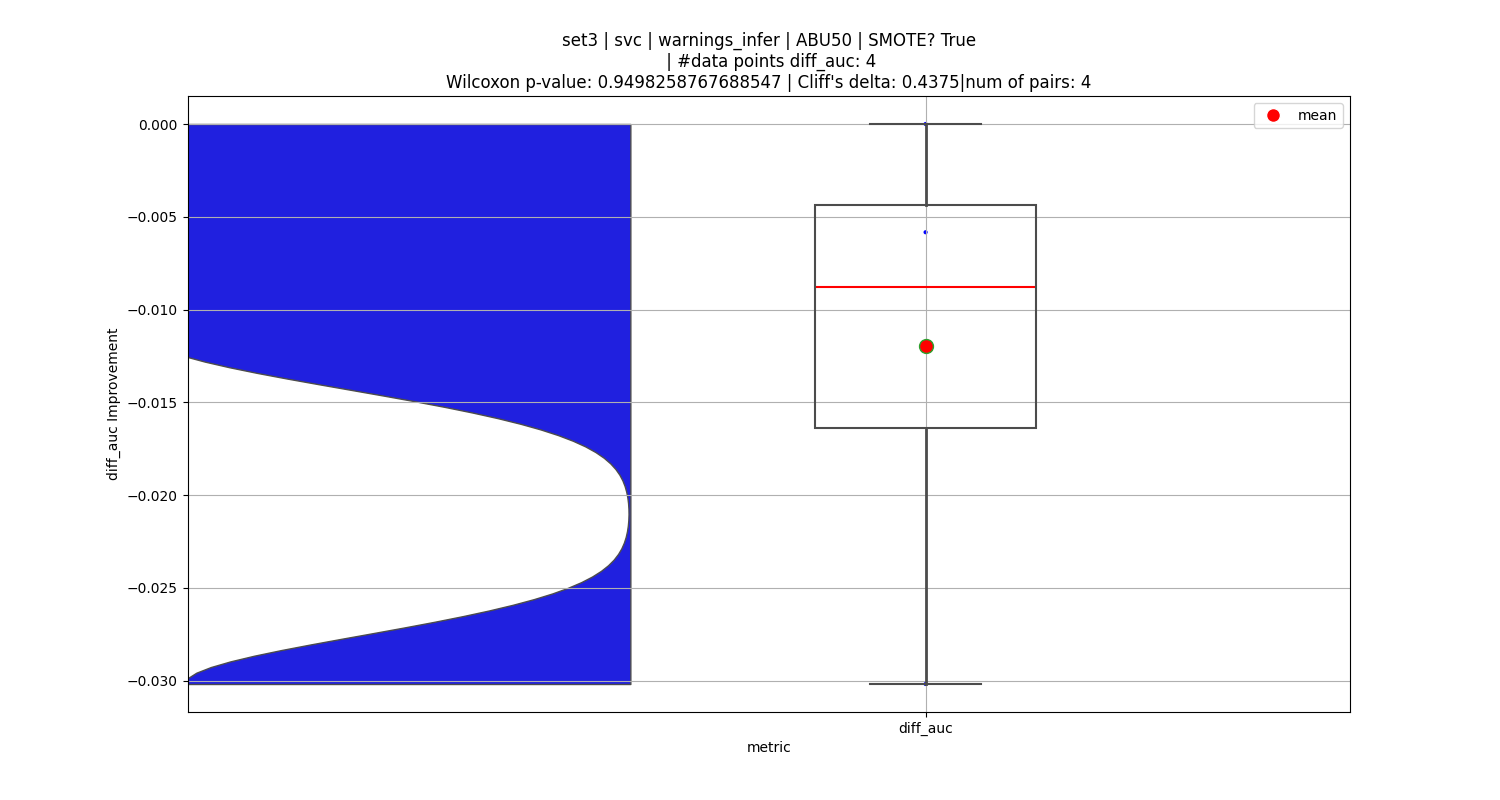 set3 | svc | warnings_infer | ABU50 | SMOTE? True
| #data points diff_auc: 4
Wilcoxon p-value: 0.9498258767688547 | Cliff's delta: 0.4375|num of pairs: 4
mean
0.000
−0.005
−0.010
−0.015
−0.020
−0.025
−0.030
diff_auc Improvement
diff_auc
metric